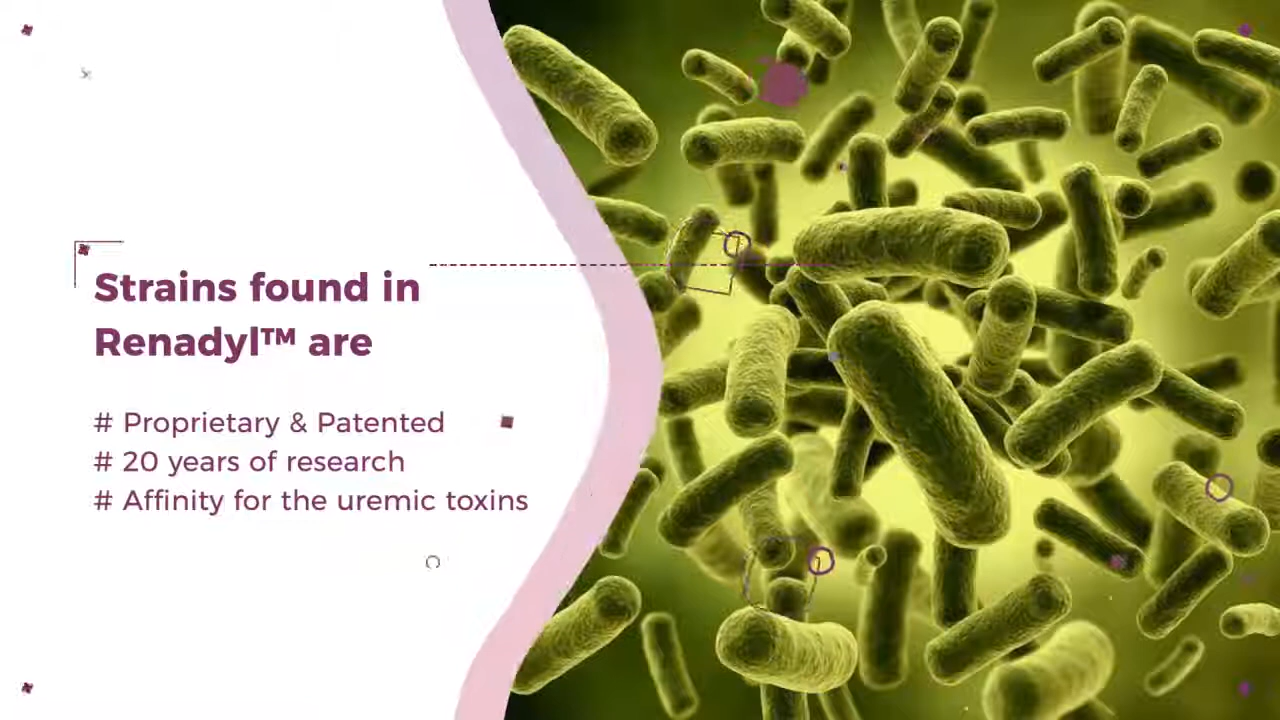 Strains found in
Renadyl™ are
# Proprietary & Patented
# 20 years of research
# Affinity for the uremic toxins